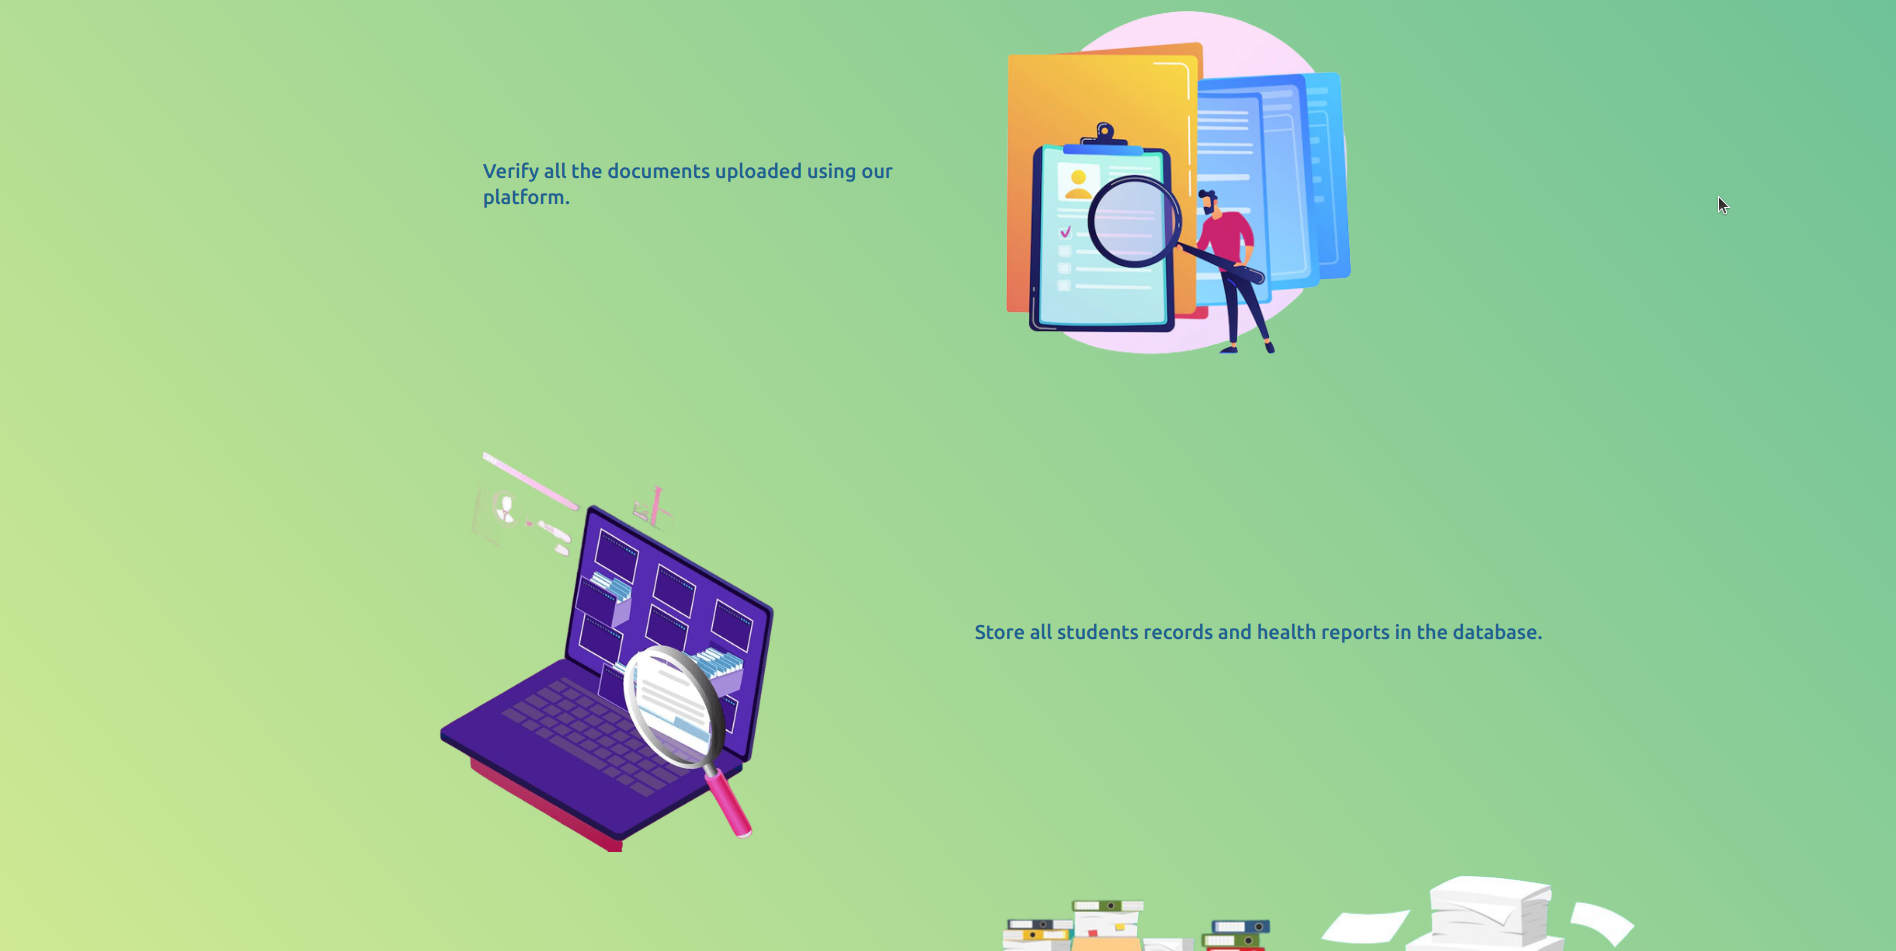 Verify all the documents uploaded using our
platform.
Store all students records and health reports in the database.